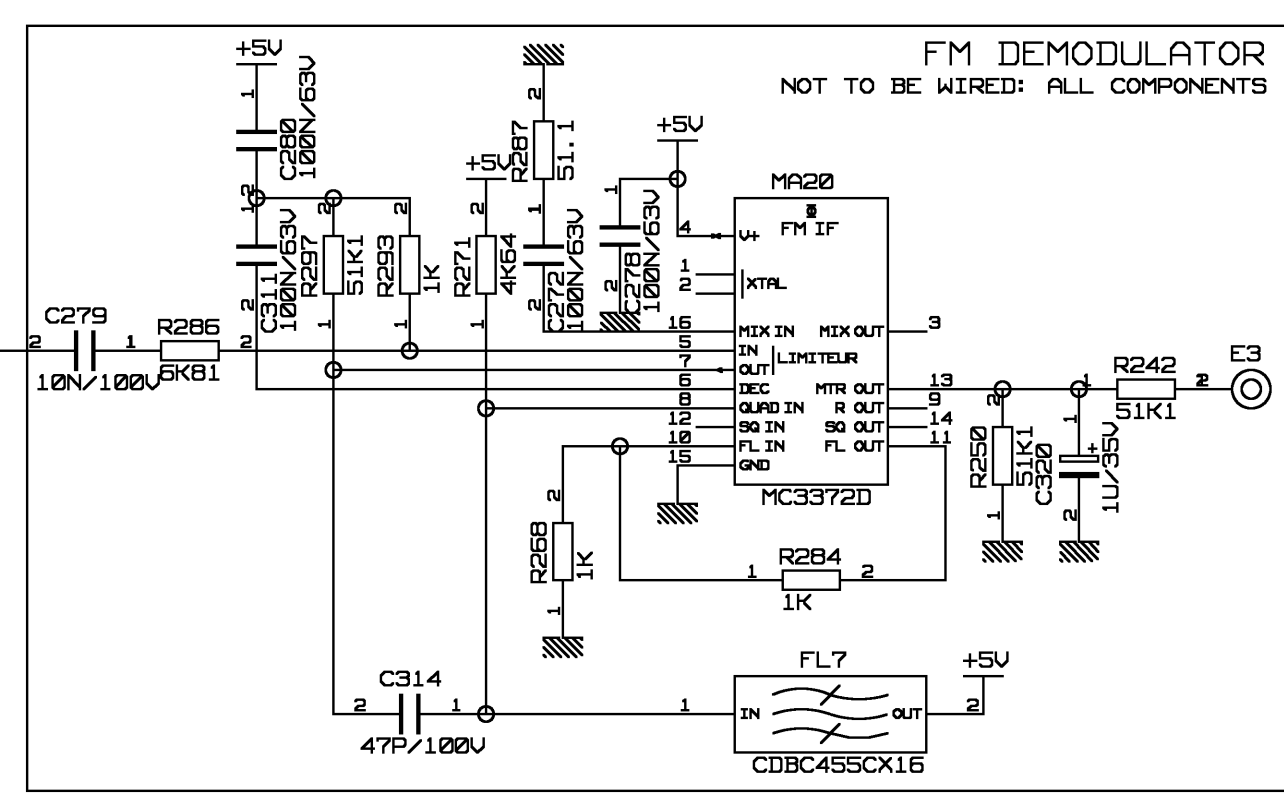 FM DEMODULATOR
NOT TO BE WIRED: ALL COMPONENTS
+5V
1
C280
100N/63V
2
1
C311
100N/63V
2
2
R297
51K1
1
2
R293
1K
1
+5V
2
R271
4K64
1
2
R287
51.1
1
C272
100N/63V
2
+5V
1
C278
100N/63V
2
C279
2
1
10N/100V
R286
2
6K81
MA20
FM IF
4
V+
1
2
XTAL
16
MIX IN
MIX OUT
3
5
IN
7
OUT
LIMITEUR
6
DEC
MTR OUT
13
8
QUAD IN
R OUT
9
12
SQ IN
SQ OUT
14
10
FL IN
FL OUT
11
15
GND
MC3372D
2
R250
51K1
1
1
1
C320
+
1U/35V
2
R242
51K1
2
E3
2
R268
1K
1
R284
1
2
1K
C314
2
1
47P/100V
FL7
1
IN
OUT
2
+5V
CDBC455CX16